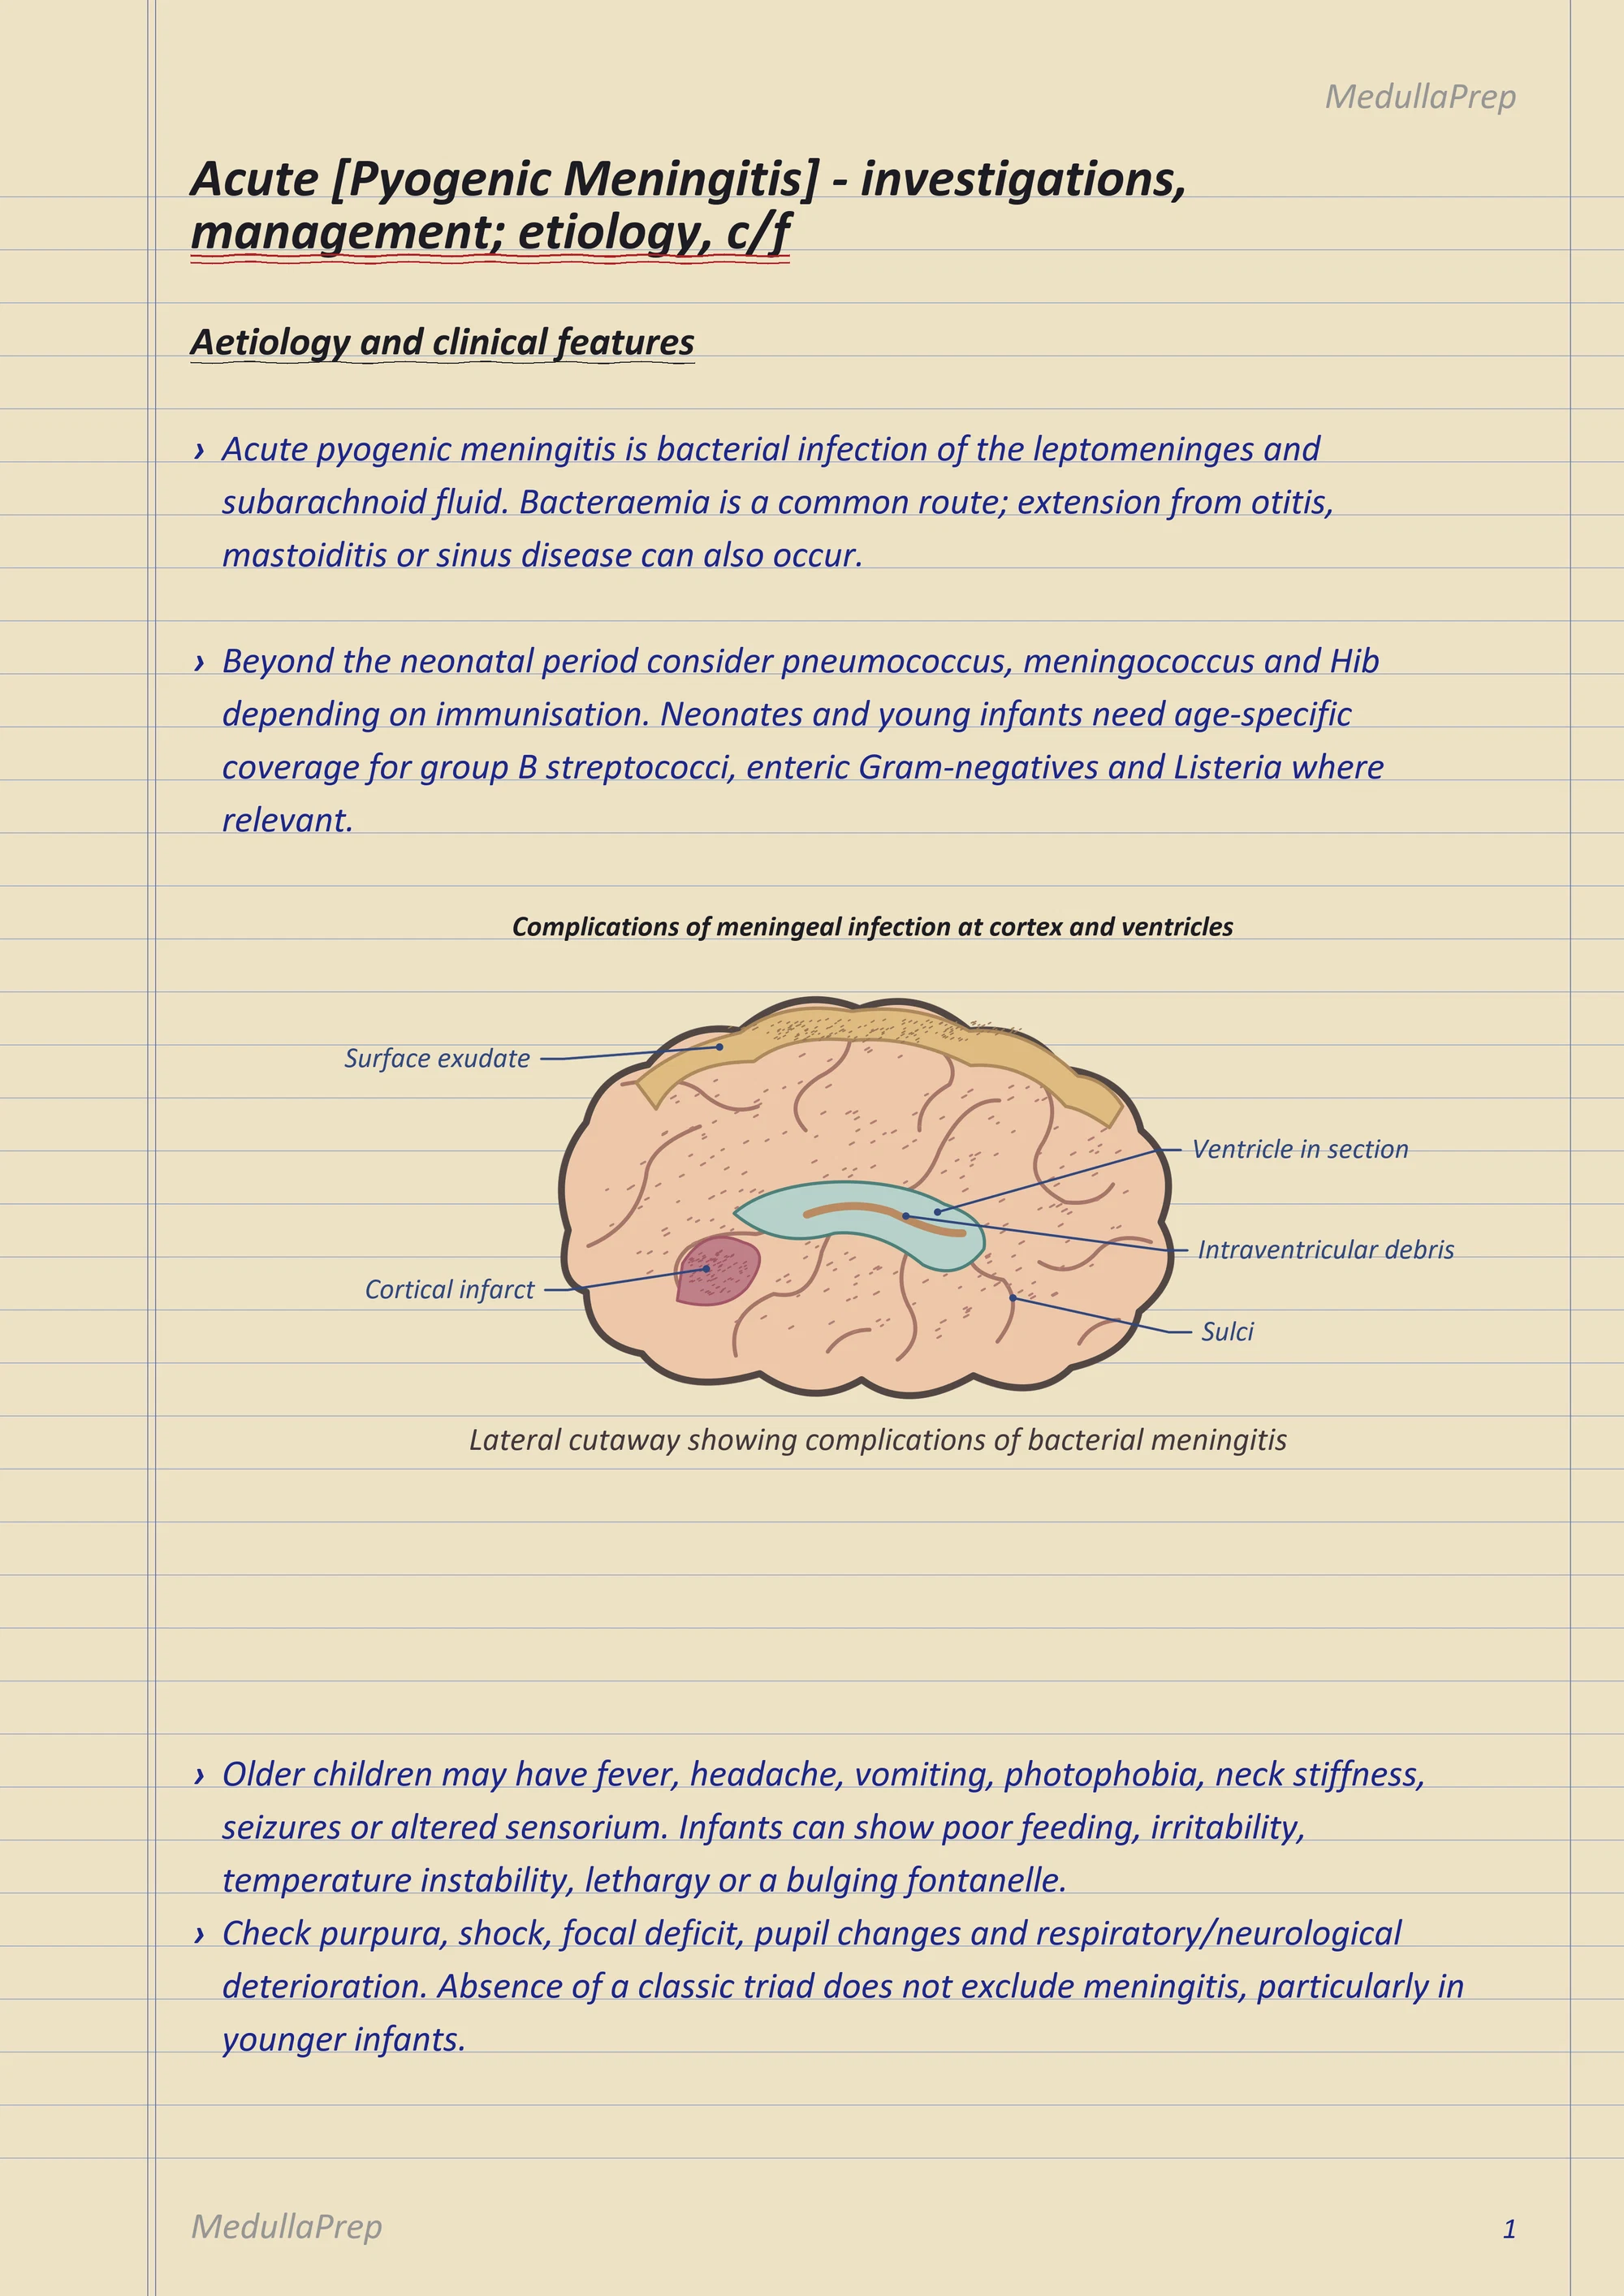 MedullaPrep
Acute [Pyogenic Meningitis] - investigations,
management; etiology, c/f
Aetiology and clinical features
› Acute pyogenic meningitis is bacterial infection of the leptomeninges and
subarachnoid fluid. Bacteraemia is a common route; extension from otitis,
mastoiditis or sinus disease can also occur.
› Beyond the neonatal period consider pneumococcus, meningococcus and Hib
depending on immunisation. Neonates and young infants need age-specific
coverage for group B streptococci, enteric Gram-negatives and Listeria where
relevant.
Complications of meningeal infection at cortex and ventricles
Surface exudate
Ventricle in section
Intraventricular debris
Cortical infarct
Sulci
Lateral cutaway showing complications of bacterial meningitis
› Older children may have fever, headache, vomiting, photophobia, neck stiffness,
seizures or altered sensorium. Infants can show poor feeding, irritability,
temperature instability, lethargy or a bulging fontanelle.
› Check purpura, shock, focal deficit, pupil changes and respiratory/neurological
deterioration. Absence of a classic triad does not exclude meningitis, particularly in
younger infants.
MedullaPrep
1